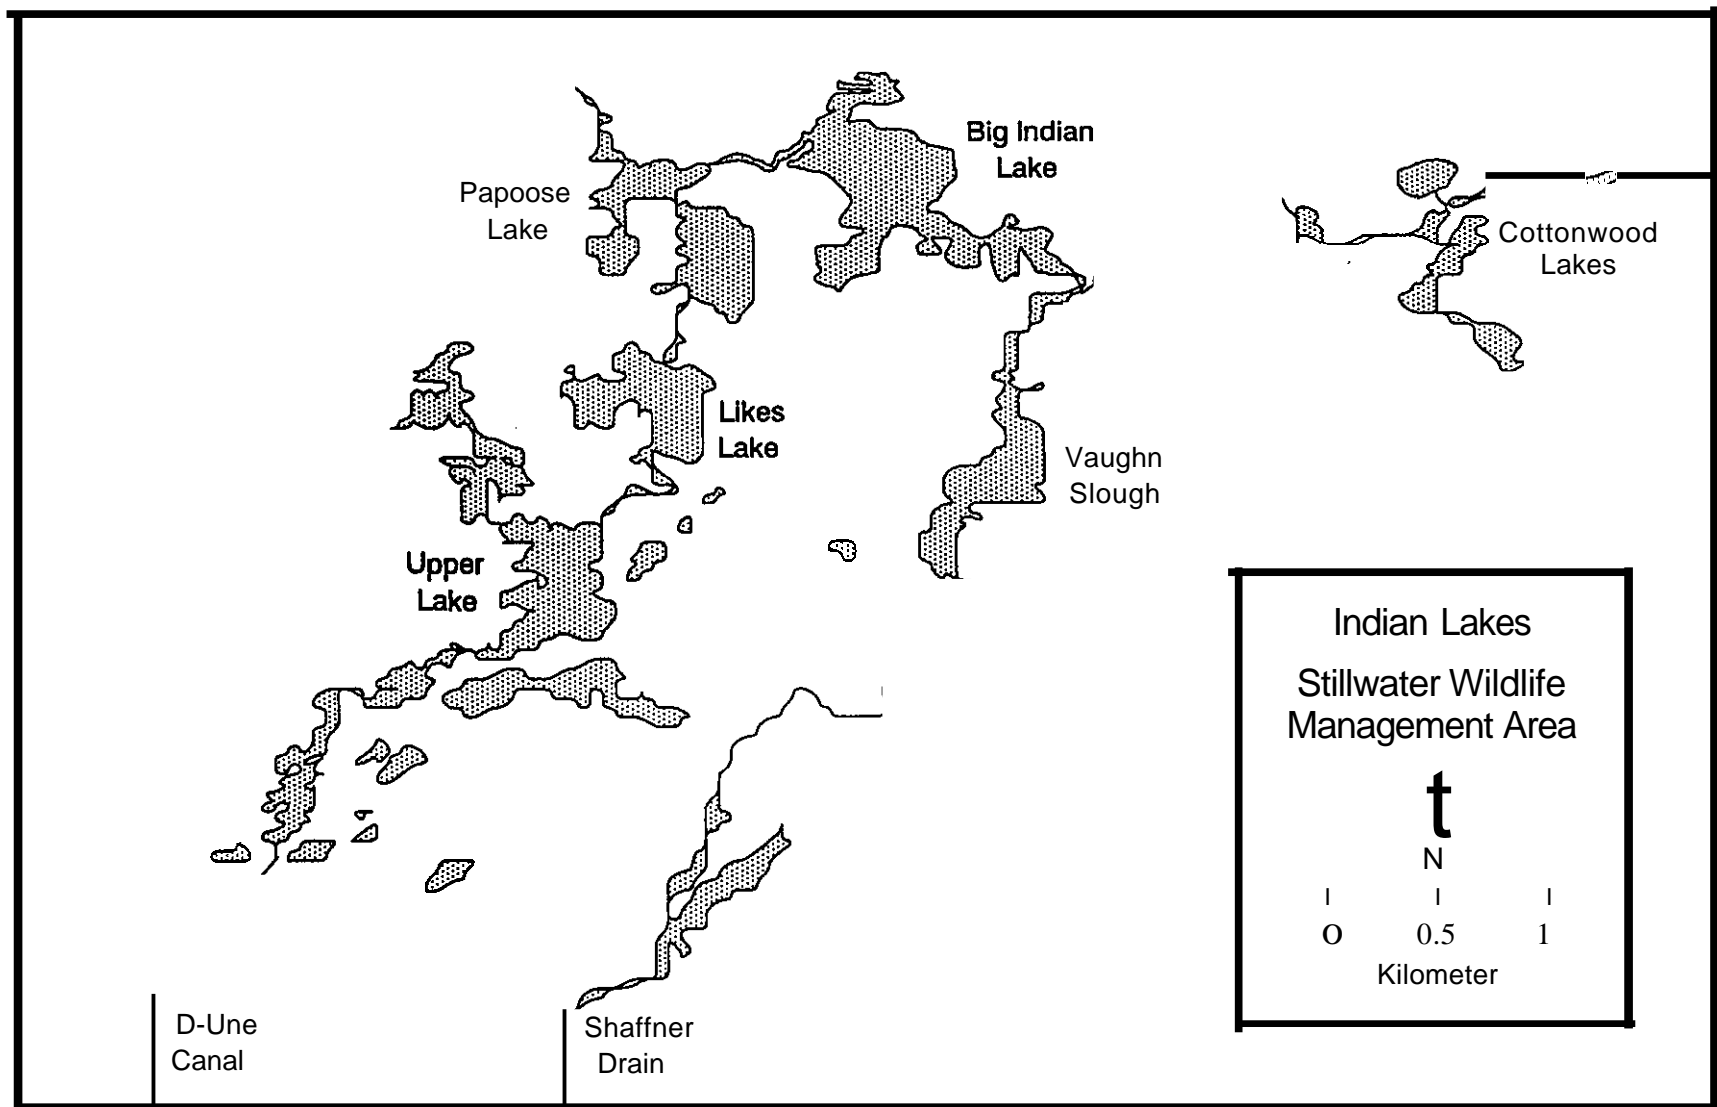 Big Indian
Lake
Papoose
Lake
Cottonwood
Lakes
Likes
Lake
Vaughn
Slough
Upper
Lake
Indian Lakes
Stillwater Wildlife
Management Area
t
N
O 0.5 1
Kilometer
D-Une
Canal
Shaffner
Drain